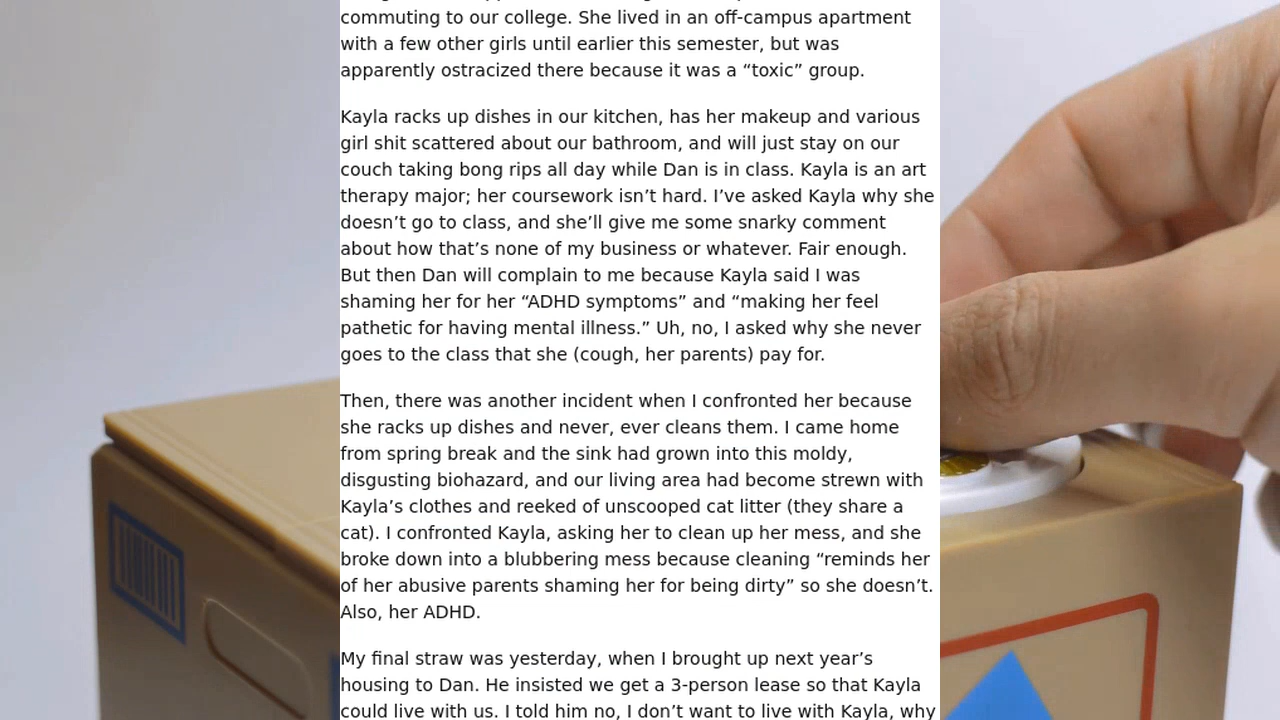 commuting to our college. She lived in an off-campus apartment
with a few other girls until earlier this semester, but was
apparently ostracized there because it was a “toxic” group.
Kayla racks up dishes in our kitchen, has her makeup and various
girl shit scattered about our bathroom, and will just stay on our
couch taking bong rips all day while Dan is in class. Kayla is an art
therapy major; her coursework isn’t hard. I’ve asked Kayla why she
doesn’t go to class, and she’ll give me some snarky comment
about how that’s none of my business or whatever. Fair enough.
But then Dan will complain to me because Kayla said I was
shaming her for her “ADHD symptoms” and “making her feel
pathetic for having mental illness.” Uh, no, I asked why she never
goes to the class that she (cough, her parents) pay for.
Then, there was another incident when I confronted her because
she racks up dishes and never, ever cleans them. I came home
from spring break and the sink had grown into this moldy,
disgusting biohazard, and our living area had become strewn with
Kayla’s clothes and reeked of unscooped cat litter (they share a
cat). I confronted Kayla, asking her to clean up her mess, and she
broke down into a blubbering mess because cleaning “reminds her
of her abusive parents shaming her for being dirty” so she doesn’t.
Also, her ADHD.
My final straw was yesterday, when I brought up next year’s
housing to Dan. He insisted we get a 3-person lease so that Kayla
could live with us. I told him no, I don’t want to live with Kayla, why